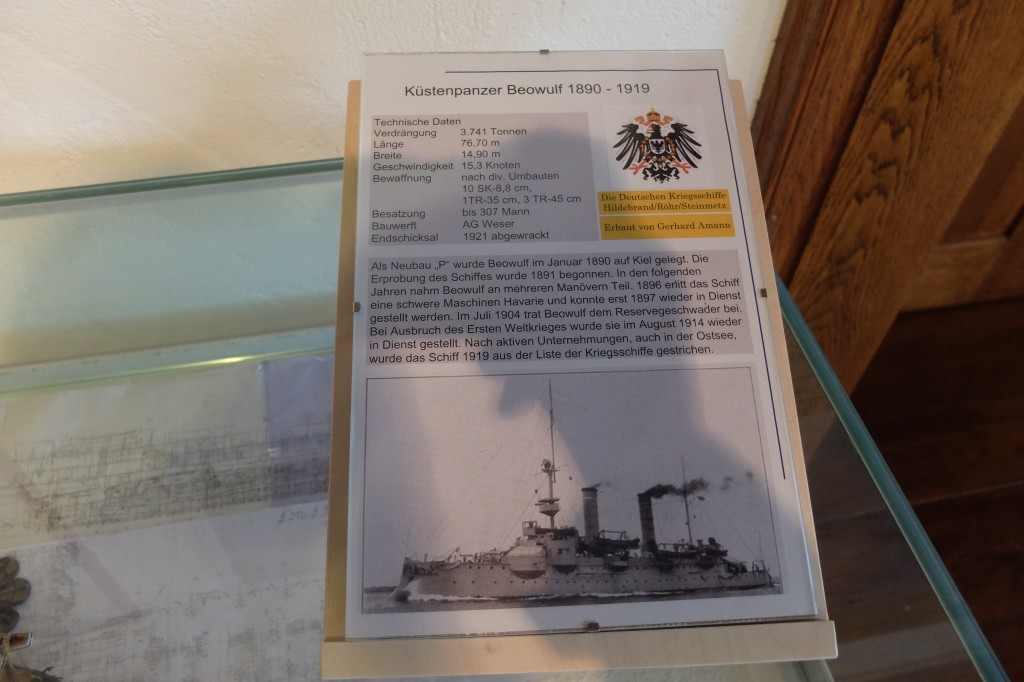 Küstenpanzer Beowulf 1890 - 1919
Technische Daten
Verdrängung 3.741 Tonnen
Länge 76,70 m
Breite 14,90 m
Geschwindigkeit 15,3 Knoten
Bewaffnung nach div. Umbauten
10 SK-8,8 cm,
1TR-35 cm, 3 TR-45 cm
Besatzung bis 307 Mann
Bauwerft AG Weser
Endschicksal 1921 abgewrackt
Die Deutschen Kriegsschiffe
Hildebrand/Röhr/Steinmetz
Erbaut von Gerhard Amann
Als Neubau „P“ wurde Beowulf im Januar 1890 auf Kiel gelegt. Die
Erprobung des Schiffes wurde 1891 begonnen. In den folgenden
Jahren nahm Beowulf an mehreren Manövern Teil. 1896 erlitt das Schiff
eine schwere Maschinen Havarie und konnte erst 1897 wieder in Dienst
gestellt werden. Im Juli 1904 trat Beowulf dem Reservegeschwader bei.
Bei Ausbruch des Ersten Weltkrieges wurde sie im August 1914 wieder
in Dienst gestellt. Nach aktiven Unternehmungen, auch in der Ostsee,
wurde das Schiff 1919 aus der Liste der Kriegsschiffe gestrichen.